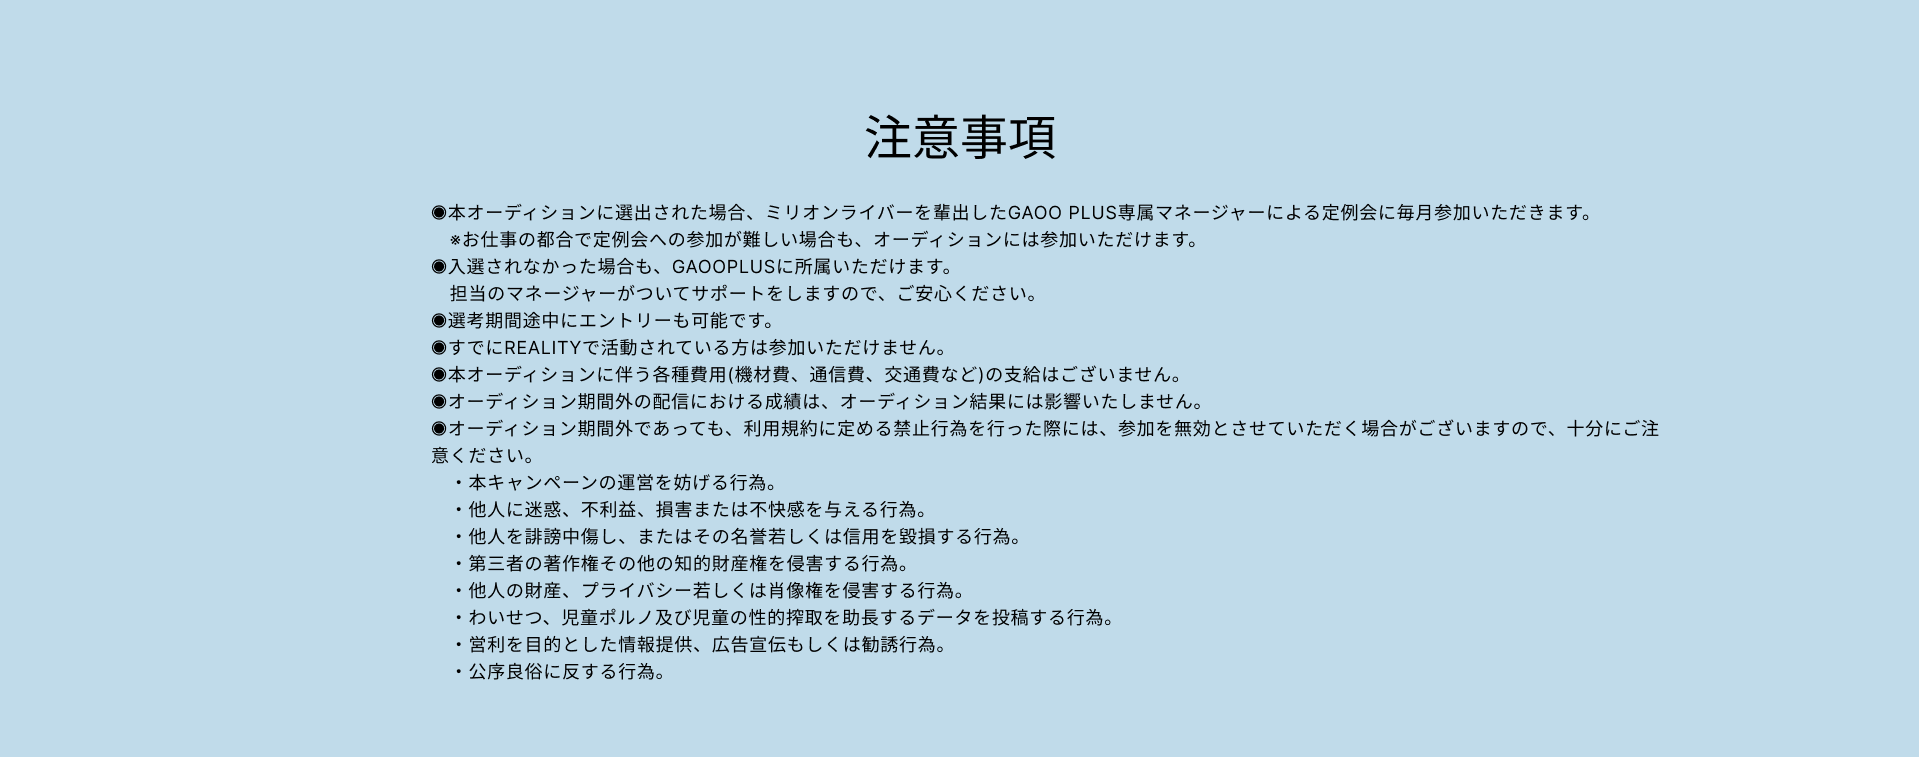 注意事項
◉本オーディションに選出された場合、ミリオンライバーを輩出したGAOO PLUS専属マネージャーによる定例会に毎月参加いただきます。
※お仕事の都合で定例会への参加が難しい場合も、オーディションには参加いただけます。
◉入選されなかった場合も、GAOOPLUSに所属いただけます。
担当のマネージャーがついてサポートをしますので、ご安心ください。
◉選考期間途中にエントリーも可能です。
◉すでにREALITYで活動されている方は参加いただけません。
◉本オーディションに伴う各種費用(機材費、通信費、交通費など)の支給はございません。
◉オーディション期間外の配信における成績は、オーディション結果には影響いたしません。
◉オーディション期間外であっても、利用規約に定める禁止行為を行った際には、参加を無効とさせていただく場合がございますので、十分にご注
意ください。
・本キャンペーンの運営を妨げる行為。
・他人に迷惑、不利益、損害または不快感を与える行為。
・他人を誹謗中傷し、またはその名誉若しくは信用を毀損する行為。
・第三者の著作権その他の知的財産権を侵害する行為。
・他人の財産、プライバシー若しくは肖像権を侵害する行為。
・わいせつ、児童ポルノ及び児童の性的搾取を助長するデータを投稿する行為。
・営利を目的とした情報提供、広告宣伝もしくは勧誘行為。
・公序良俗に反する行為。